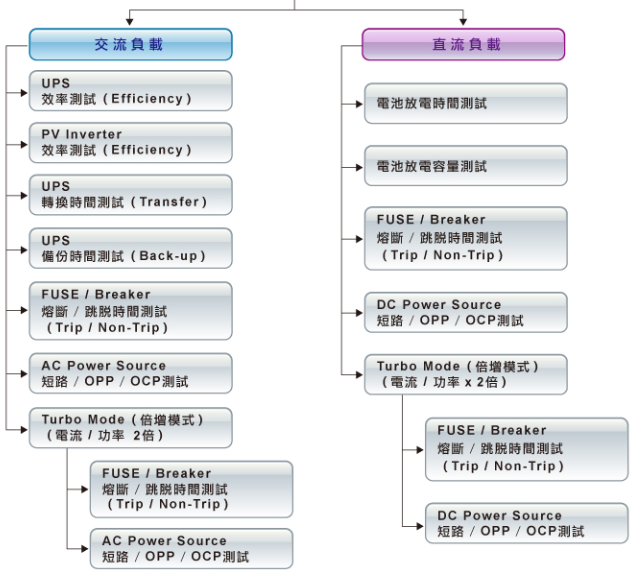 交流負載
UPS
效率測試 ( Efficiency )
PV Inverter
效率測試 ( Efficiency )
UPS
轉換時間測試 ( Transfer )
UPS
備份時間測試 ( Back-up )
FUSE / Breaker
熔斷 / 跳脱時間測試
( Trip / Non-Trip )
AC Power Source
短路 / OPP / OCP測試
Turbo Mode ( 倍增模式 )
( 電流 / 功率 2倍 )
FUSE / Breaker
熔斷 / 跳脱時間測試
( Trip / Non-Trip )
AC Power Source
短路 / OPP / OCP測試
直流負載
電池放電時間測試
電池放電容量測試
FUSE / Breaker
熔斷 / 跳脱時間測試
( Trip / Non-Trip )
DC Power Source
短路 / OPP / OCP測試
Turbo Mode ( 倍增模式 )
( 電流 / 功率 x 2倍 )
FUSE / Breaker
熔斷 / 跳脱時間測試
( Trip / Non-Trip )
DC Power Source
短路 / OPP / OCP測試